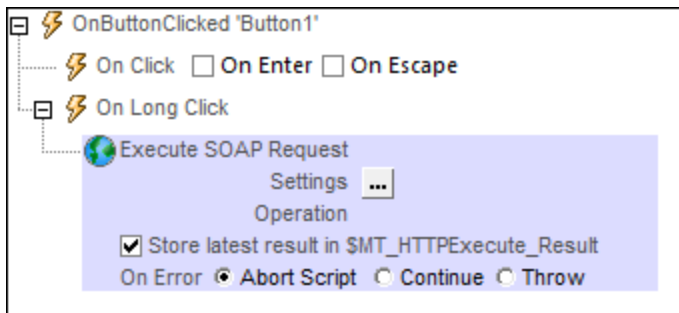 OnButtonClicked "Button1"
On Click On Enter On Escape
On Long Click
Execute SOAP Request
Settings ...
Operation
Store latest result in $MT_HTTPExecute_Result
On Error Abort Script Continue Throw